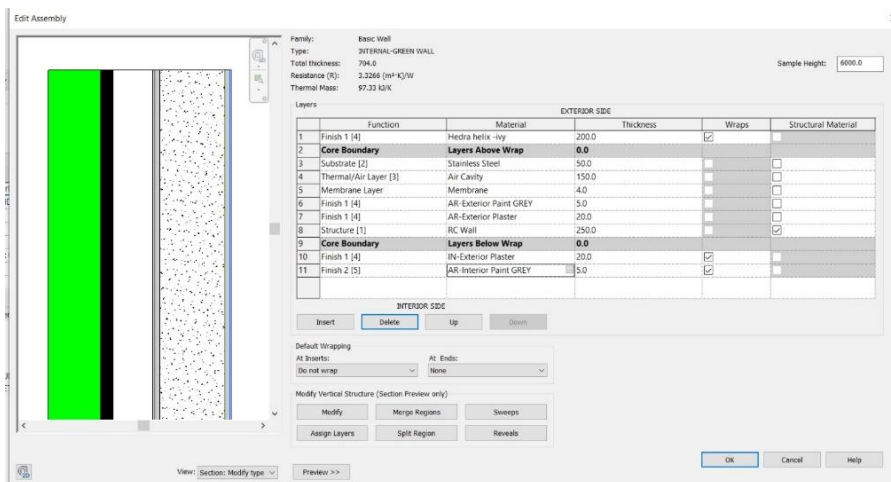 Edit Assembly
Family: Basic Wall
Type: INTERNAL-GREEN WALL
Total thickness: 704.0
Resistance (R): 3.3266 (m²·K)/W
Thermal Mass: 97.33 kJ/K
Sample Height: 6000.0
Layers
EXTERIOR SIDE
Function Material Thickness Wraps Structural Material
1 Finish 1 [4] Hedra helix -ivy 200.0
2 Core Boundary Layers Above Wrap 0.0
3 Substrate [2] Stainless Steel 50.0
4 Thermal/Air Layer [3] Air Cavity 150.0
5 Membrane Layer Membrane 4.0
6 Finish 1 [4] AR-Exterior Paint GREY 5.0
7 Finish 1 [4] AR-Exterior Plaster 20.0
8 Structure [1] RC Wall 250.0
9 Core Boundary Layers Below Wrap 0.0
10 Finish 1 [4] IN-Exterior Plaster 20.0
11 Finish 2 [5] AR-Interior Paint GREY 5.0
INTERIOR SIDE
Insert Delete Up Down
Default Wrapping
At Inserts: At Ends:
Do not wrap None
Modify Vertical Structure (Section Preview only)
Modify Merge Regions Sweeps
Assign Layers Split Region Reveals
OK Cancel Help
View: Section: Modify type Preview >>